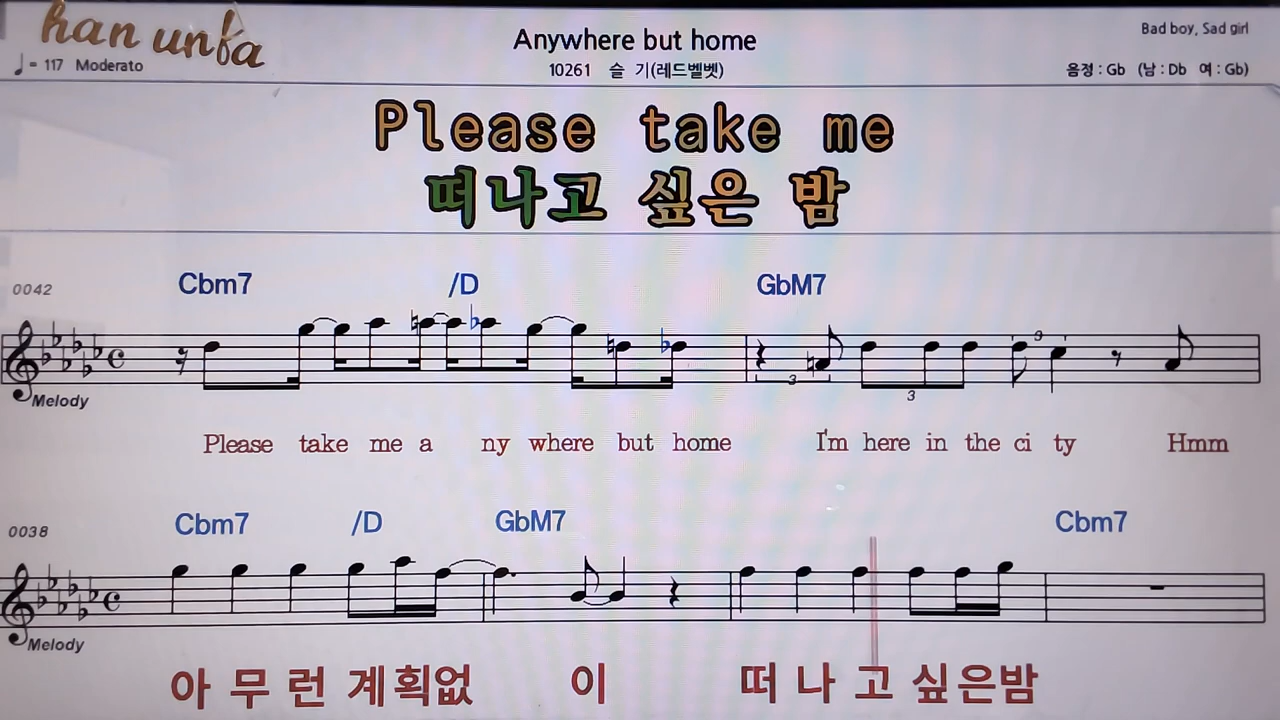 han unfa
Anywhere but home
Bad boy, Sad girl
♩= 117 Moderato
10261 슬 기(레드벨벳)
음정 : Gb (남 : Db 여 : Gb)
Please take me
떠나고 싶은 밤
0042
Cbm7 /D GbM7
3 3 3
Melody
Please take me a ny where but home I'm here in the ci ty Hmm
0038
Cbm7 /D GbM7 Cbm7
Melody
아 무 런 계획없 이 떠 나 고 싶은밤